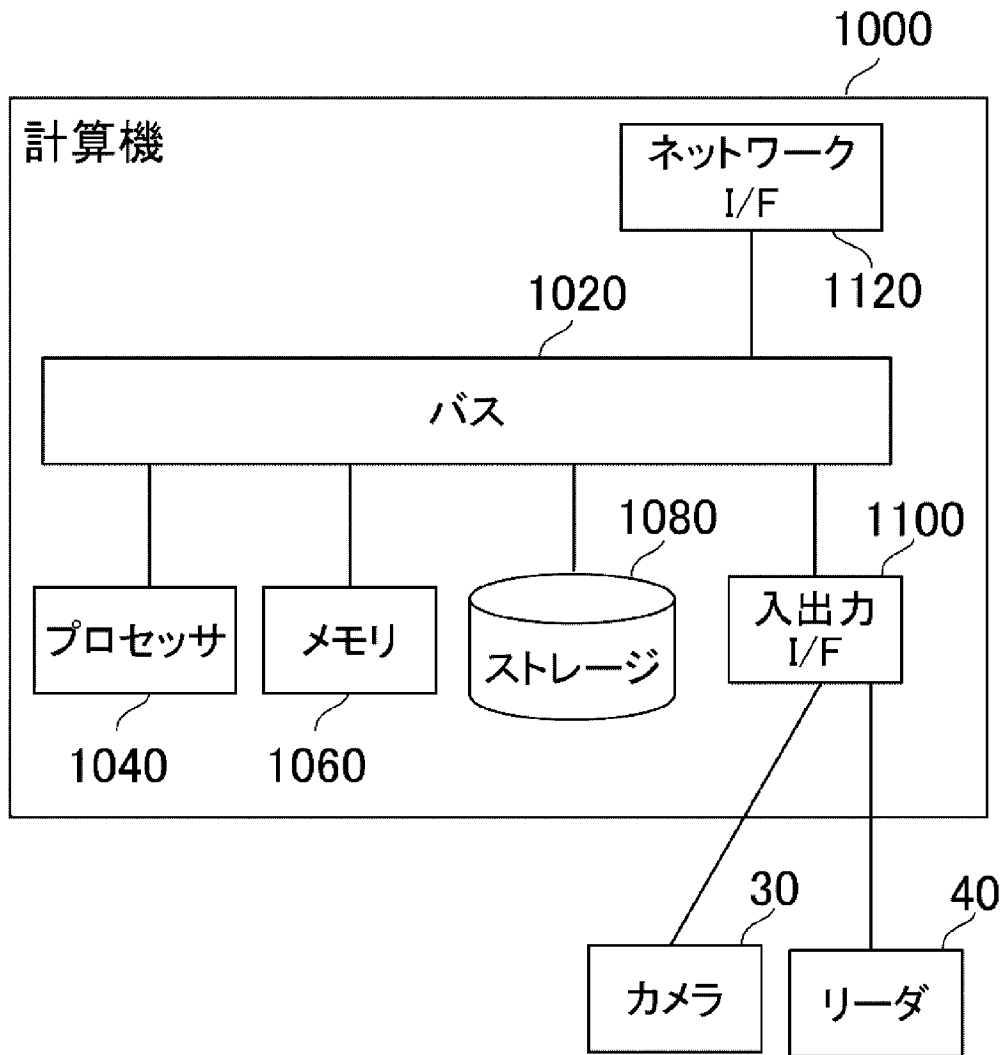 1000
計算機
ネットワーク
I/F
1120
1020
バス
1080
1100
プロセッサ
メモリ
ストレージ
入出力
I/F
1040
1060
30
40
カメラ
リーダ